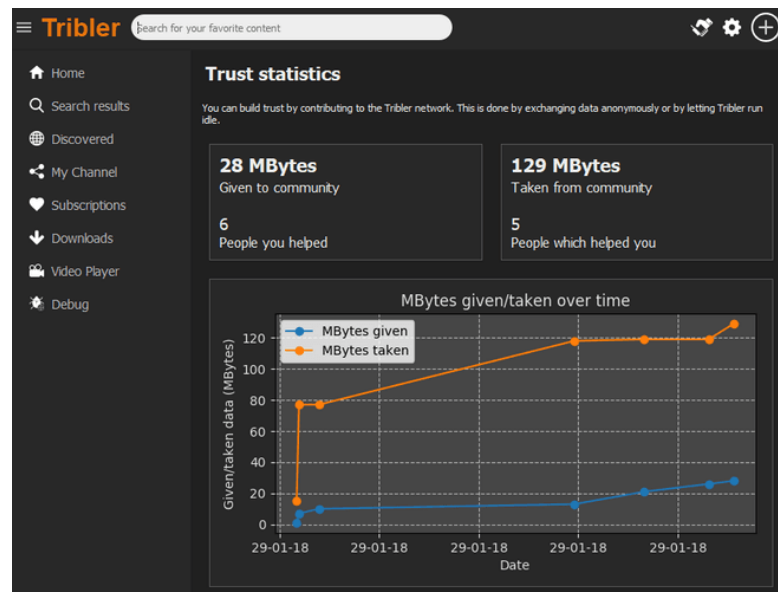 Tribler
Search for your favorite content
Home
Search results
Discovered
My Channel
Subscriptions
Downloads
Video Player
Debug
Trust statistics
You can build trust by contributing to the Tribler network. This is done by exchanging data anonymously or by letting Tribler run
idle.
28 MBytes
Given to community
6
People you helped
129 MBytes
Taken from community
5
People which helped you
MBytes given/taken over time
MBytes given
MBytes taken
Given/taken data (MBytes)
120
100
80
60
40
20
0
29-01-18 29-01-18 29-01-18 29-01-18 29-01-18
Date